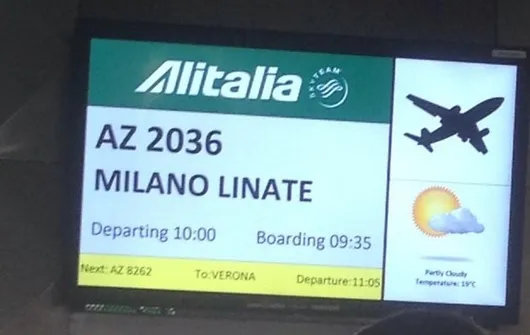 Alitalia SKYTEAM
AZ 2036
MILANO LINATE
Departing 10:00 Boarding 09:35
Next: AZ 8262 To:VERONA Departure:11:05
Partly Cloudy
Temperature: 19°C